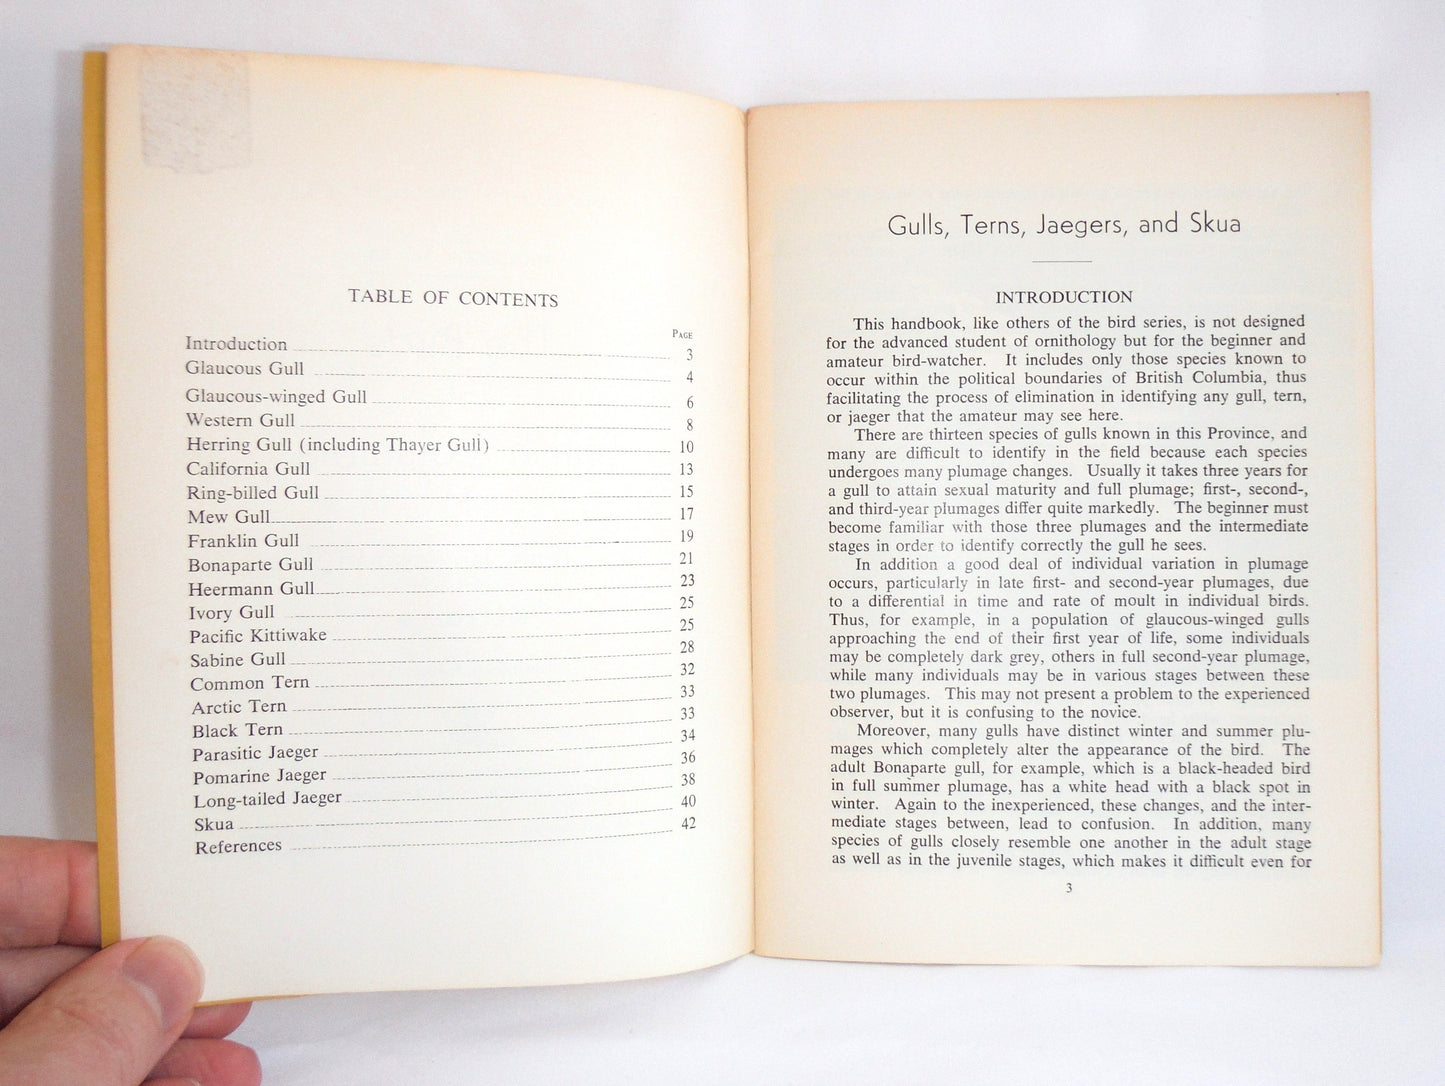 TABLE OF CONTENTS
PAGE
Introduction 3
Glaucous Gull 4
Glaucous-winged Gull 6
Western Gull 8
Herring Gull (including Thayer Gull) 10
California Gull 13
Ring-billed Gull 15
Mew Gull 17
Franklin Gull 19
Bonaparte Gull 21
Heermann Gull 23
Ivory Gull 25
Pacific Kittiwake 25
Sabine Gull 28
Common Tern 32
Arctic Tern 33
Black Tern 33
Parasitic Jaeger 34
Pomarine Jaeger 36
Long-tailed Jaeger 38
Skua 40
References 42
Gulls, Terns, Jaegers, and Skua
INTRODUCTION
This handbook, like others of the bird series, is not designed
for the advanced student of ornithology but for the beginner and
amateur bird-watcher. It includes only those species known to
occur within the political boundaries of British Columbia, thus
facilitating the process of elimination in identifying any gull, tern,
or jaeger that the amateur may see here.
There are thirteen species of gulls known in this Province, and
many are difficult to identify in the field because each species
undergoes many plumage changes. Usually it takes three years for
a gull to attain sexual maturity and full plumage; first-, second-,
and third-year plumages differ quite markedly. The beginner must
become familiar with those three plumages and the intermediate
stages in order to identify correctly the gull he sees.
In addition a good deal of individual variation in plumage
occurs, particularly in late first- and second-year plumages, due
to a differential in time and rate of moult in individual birds.
Thus, for example, in a population of glaucous-winged gulls
approaching the end of their first year of life, some individuals
may be completely dark grey, others in full second-year plumage,
while many individuals may be in various stages between these
two plumages. This may not present a problem to the experienced
observer, but it is confusing to the novice.
Moreover, many gulls have distinct winter and summer plu-
mages which completely alter the appearance of the bird. The
adult Bonaparte gull, for example, which is a black-headed bird
in full summer plumage, has a white head with a black spot in
winter. Again to the inexperienced, these changes, and the inter-
mediate stages between, lead to confusion. In addition, many
species of gulls closely resemble one another in the adult stage
as well as in the juvenile stages, which makes it difficult even for
3